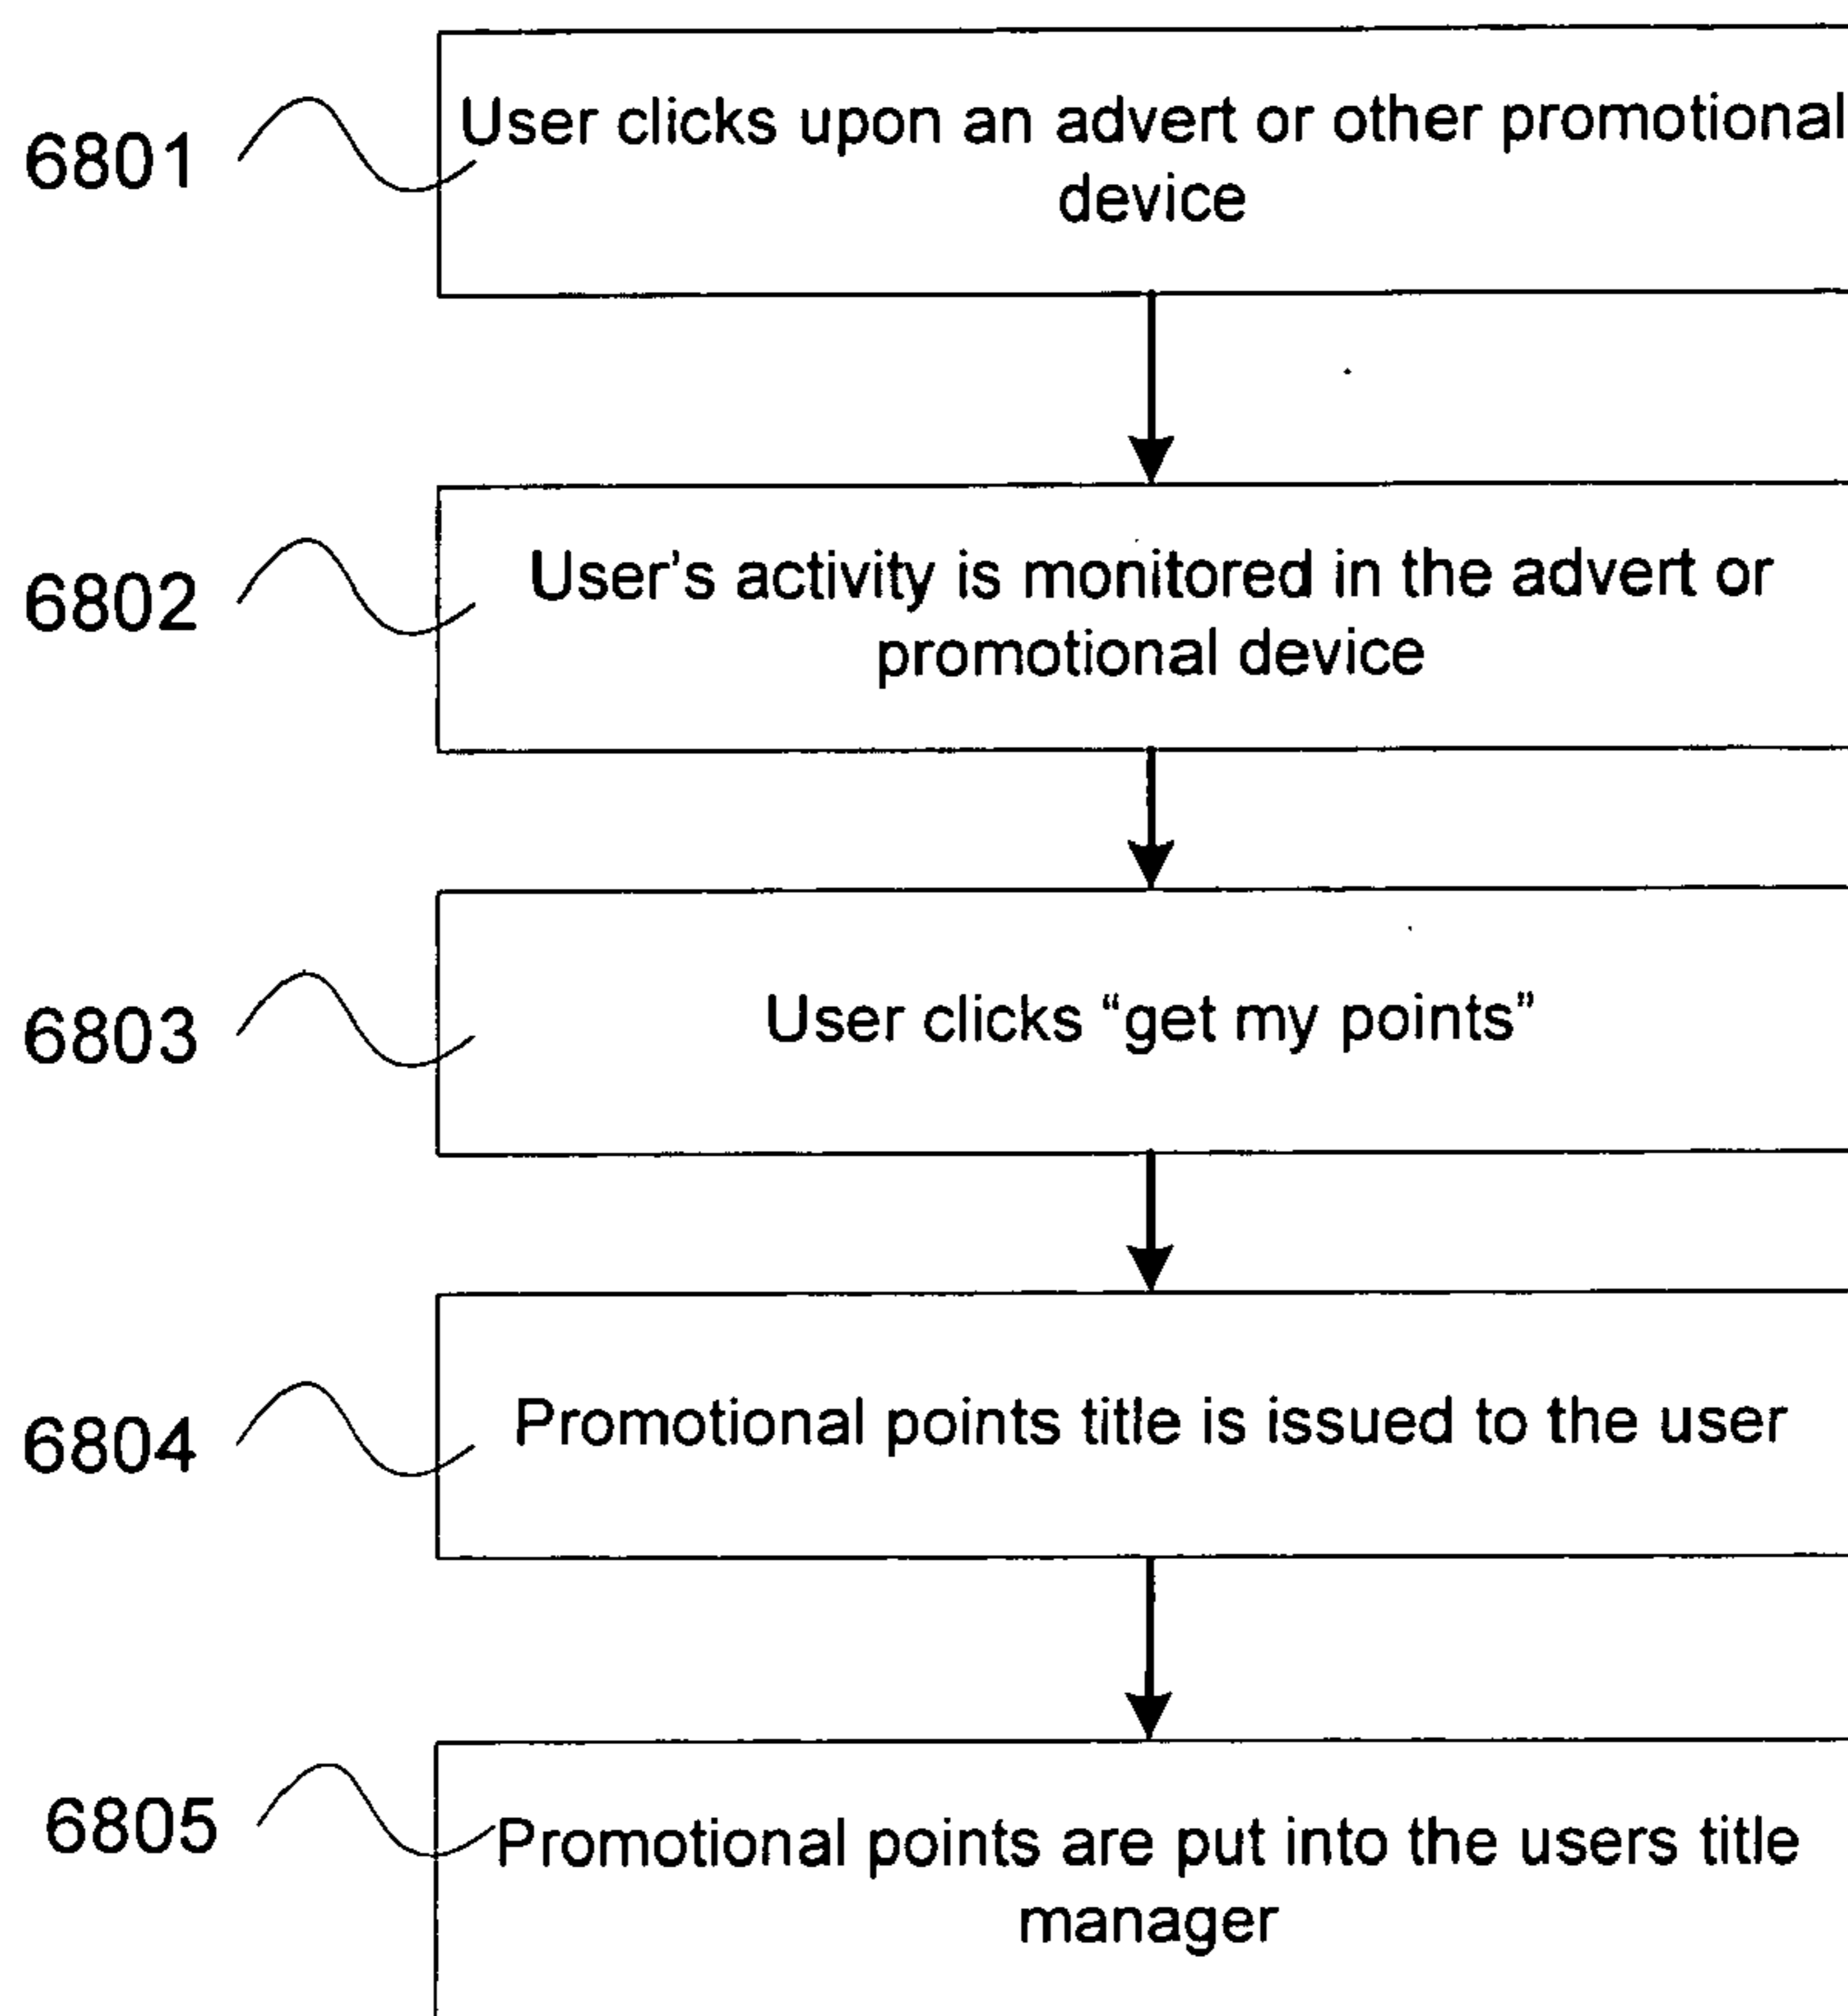 6801
User clicks upon an advert or other promotional
device
6802
User’s activity is monitored in the advert or
promotional device
6803
User clicks “get my points”
6804
Promotional points title is issued to the user
6805
Promotional points are put into the users title
manager